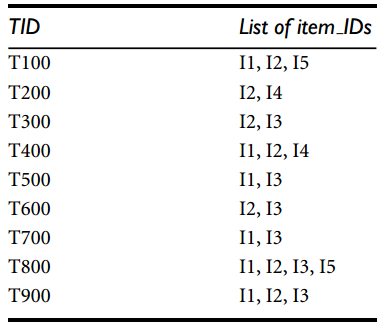 TID List of item_IDs
T100 I1, I2, I5
T200 I2, I4
T300 I2, I3
T400 I1, I2, I4
T500 I1, I3
T600 I2, I3
T700 I1, I3
T800 I1, I2, I3, I5
T900 I1, I2, I3